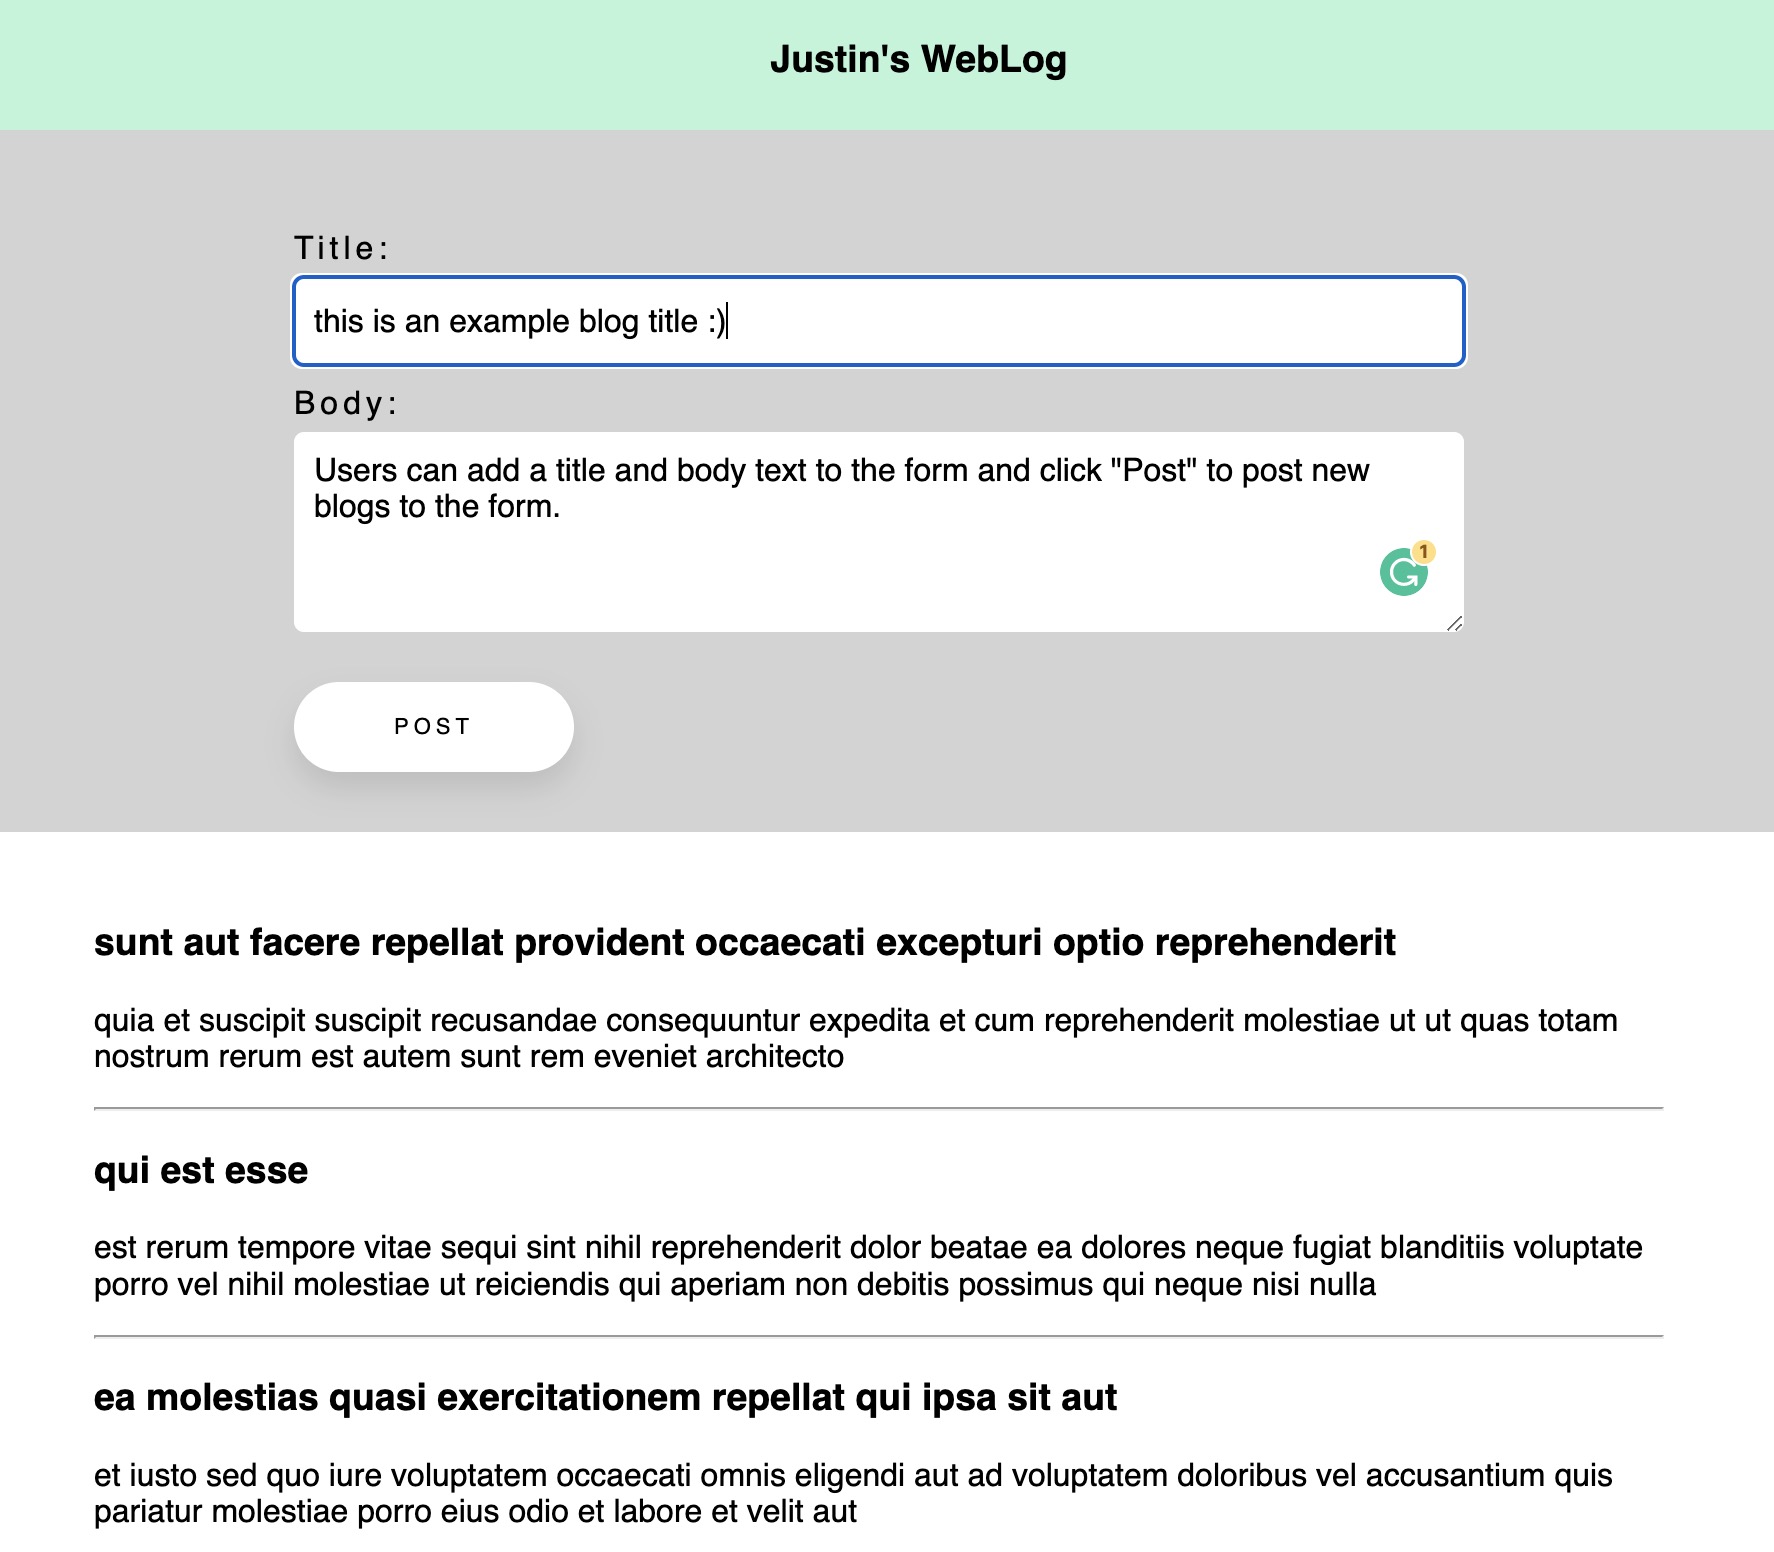 Justin's WebLog
Title:
this is an example blog title :)
Body:
Users can add a title and body text to the form and click "Post" to post new
blogs to the form.
1
POST
sunt aut facere repellat provident occaecati excepturi optio reprehenderit
quia et suscipit suscipit recusandae consequuntur expedita et cum reprehenderit molestiae ut ut quas totam
nostrum rerum est autem sunt rem eveniet architecto
qui est esse
est rerum tempore vitae sequi sint nihil reprehenderit dolor beatae ea dolores neque fugiat blanditiis voluptate
porro vel nihil molestiae ut reiciendis qui aperiam non debitis possimus qui neque nisi nulla
ea molestias quasi exercitationem repellat qui ipsa sit aut
et iusto sed quo iure voluptatem occaecati omnis eligendi aut ad voluptatem doloribus vel accusantium quis
pariatur molestiae porro eius odio et labore et velit aut